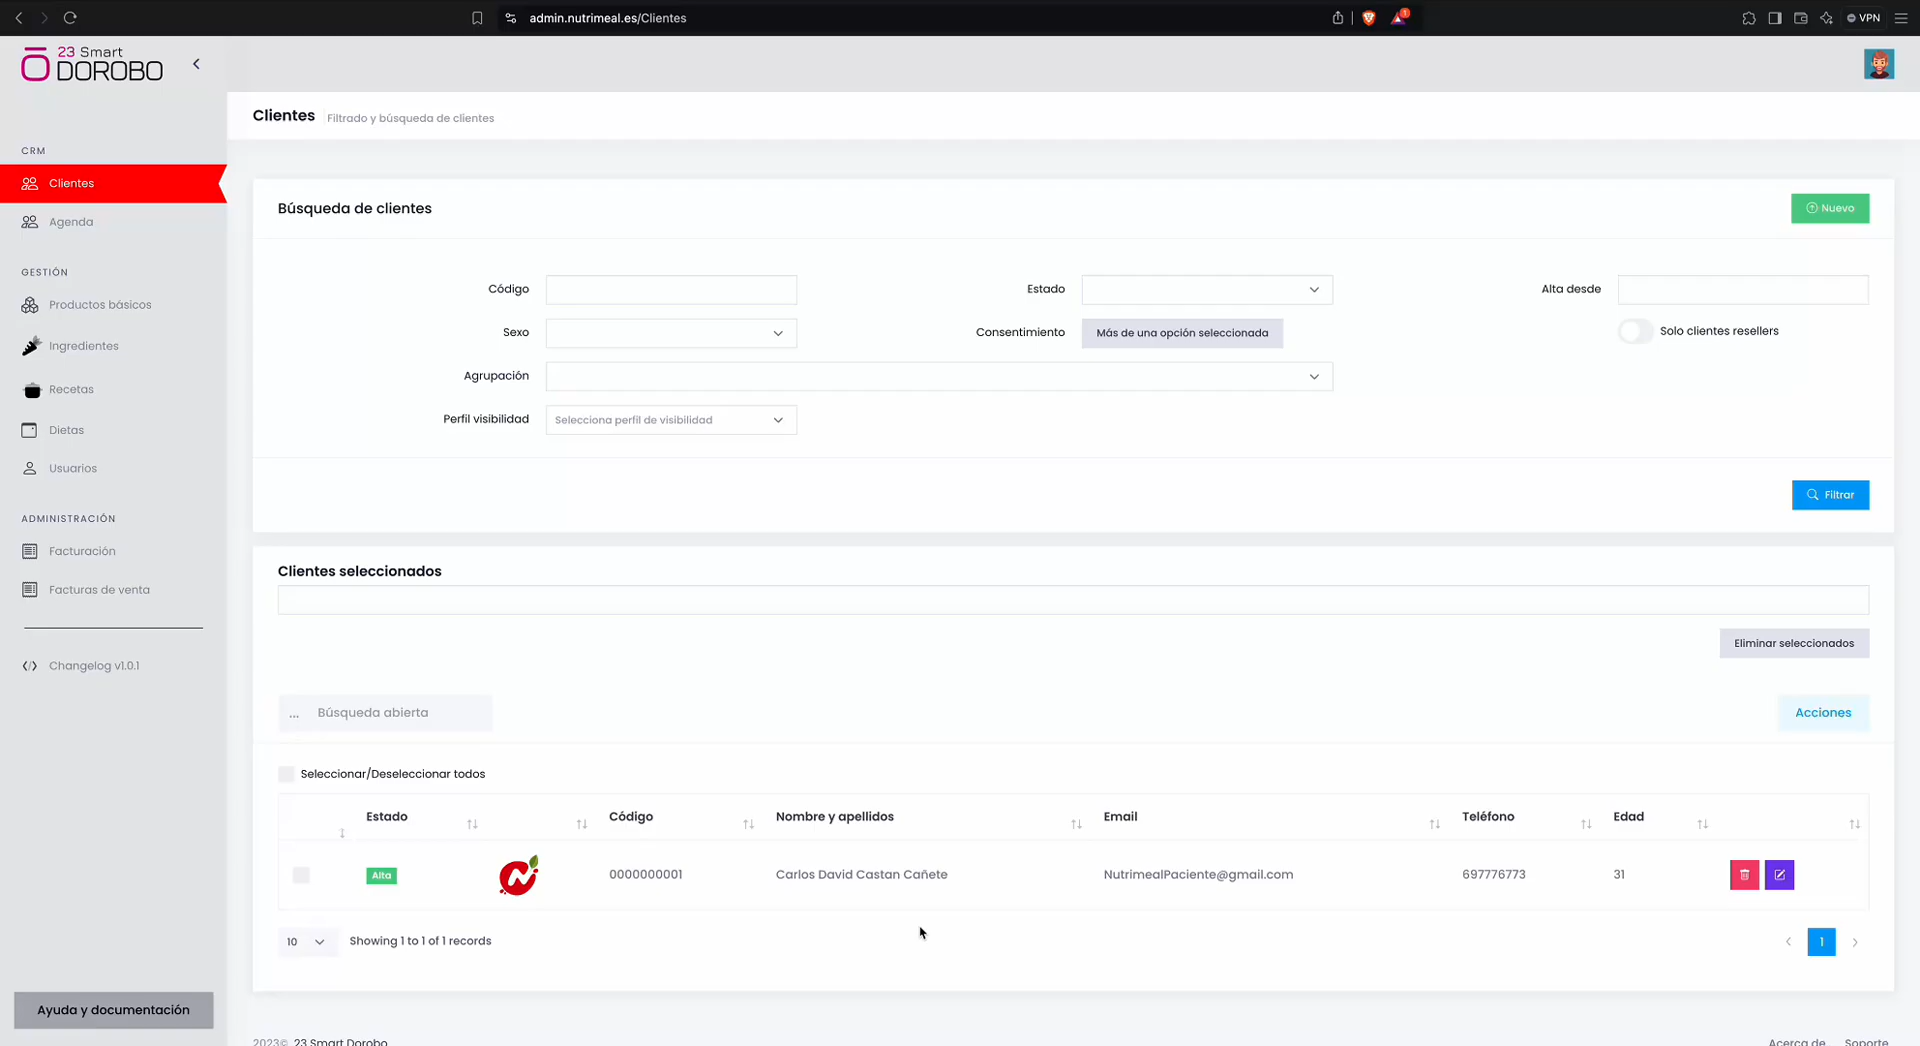 admin.nutrimeal.es/Clientes
1
VPN
23 Smart
DOROBO
Clientes Filtrado y búsqueda de clientes
CRM
Clientes
Agenda
GESTIÓN
Productos básicos
Ingredientes
Recetas
Dietas
Usuarios
ADMINISTRACIÓN
Facturación
Facturas de venta
Changelog v1.0.1
Ayuda y documentación
Búsqueda de clientes
Nuevo
Código
Estado
Alta desde
Sexo
Consentimiento
Más de una opción seleccionada
Solo clientes resellers
Agrupación
Perfil visibilidad
Selecciona perfil de visibilidad
Filtrar
Clientes seleccionados
Eliminar seleccionados
... Búsqueda abierta
Acciones
Seleccionar/Deseleccionar todos
Estado Código Nombre y apellidos Email Teléfono Edad
Alta 0000000001 Carlos David Castan Cañete NutrimealPaciente@gmail.com 697776773 31
10 Showing 1 to 1 of 1 records
1
2023© 23 Smart Dorobo
Acerca de Soporte